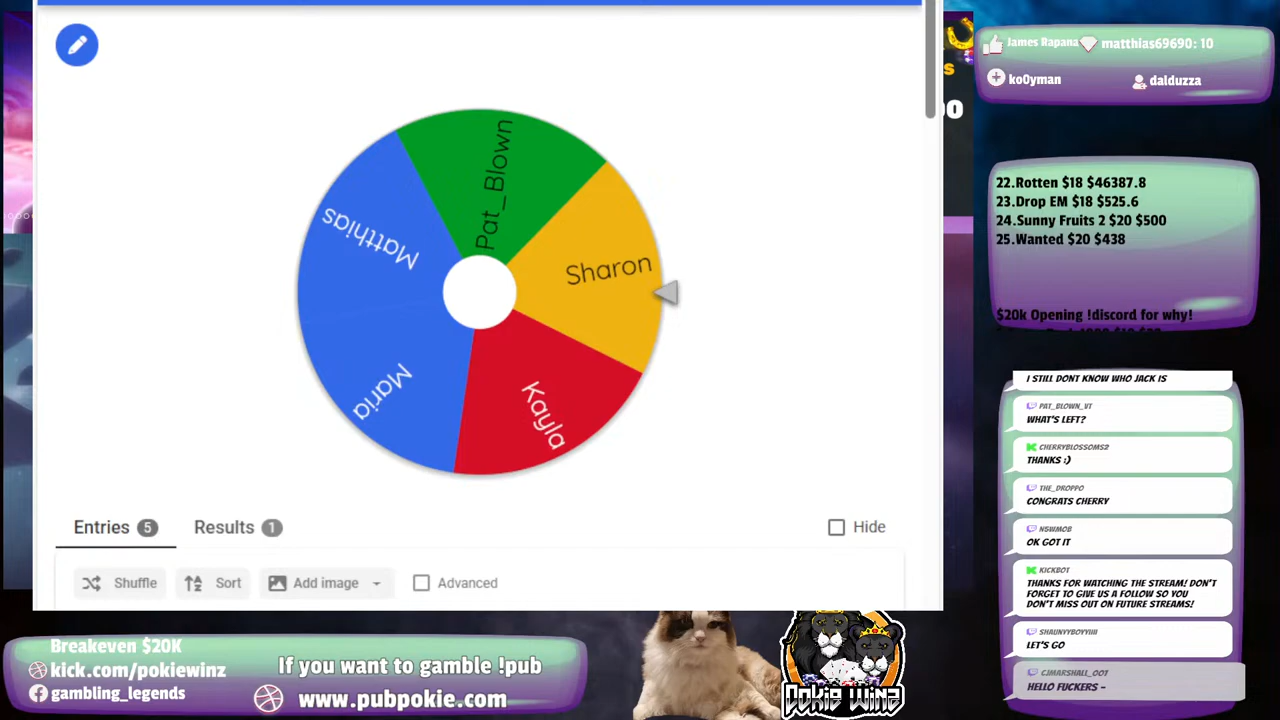 Pat_Blown
Sharon
Kayla
Maria
Matthias
Entries 5
Results 1
Hide
Shuffle
Sort
Add image
Advanced
James Rapana
matthias69690: 10
ko0yman
dalduzza
22.Rotten $18 $46387.8
23.Drop EM $18 $525.6
24.Sunny Fruits 2 $20 $500
25.Wanted $20 $438
$20k Opening !discord for why!
I STILL DONT KNOW WHO JACK IS
PAT_BLOWN_VT
WHAT'S LEFT?
CHERRYBLOSSOMS2
THANKS :)
THE_DROPPO
CONGRATS CHERRY
N5WMOB
OK GOT IT
KICKBOT
THANKS FOR WATCHING THE STREAM! DON'T
FORGET TO GIVE US A FOLLOW SO YOU
DON'T MISS OUT ON FUTURE STREAMS!
LET'S GO
CJMARSHALL_007
HELLO FUCKERS -
Breakeven $20K
kick.com/pokiewinz
gambling_legends
If you want to gamble !pub
www.pubpokie.com
POKIE WINZ